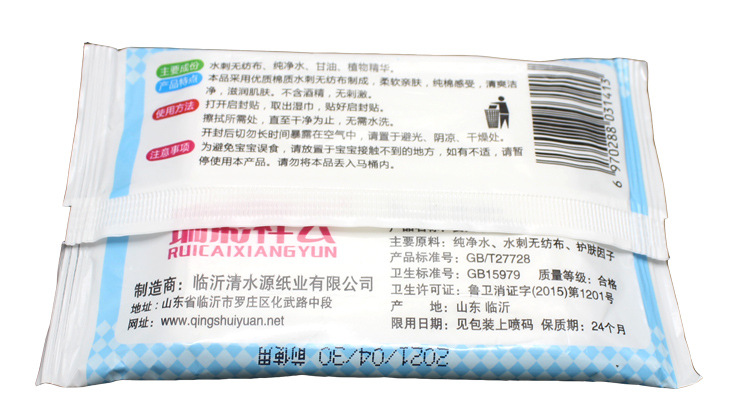 主要成份 水刺无纺布、纯净水、甘油、植物精华。
产品特点 本品采用优质棉质水刺无纺布制成，柔软亲肤，纯棉感受，清爽洁
净，滋润肌肤。不含酒精，无刺激。
使用方法 打开启封贴，取出湿巾，贴好启封贴。
擦拭所需处，直至干净为止，无需水洗。
开封后切勿长时间暴露在空气中，请置于避光、阴凉、干燥处。
注意事项 为避免宝宝误食，请放置于宝宝接触不到的地方，如有不适，请暂
停使用本产品。请勿将本品丢入马桶内。
6 970288 031413
RUICAIXIANGYUN
制造商：临沂清水源纸业有限公司
地址：山东省临沂市罗庄区化武路中段
网址：www.qingshuiyuan.net
主要原料：纯净水、水刺无纺布、护肤因子
产品标准号：GB/T27728
卫生标准号：GB15979 质量等级：合格
卫生许可证：鲁卫消证字(2015)第1201号
产 地：山东 临沂
限用日期：见包装上喷码 保质期：24个月
2021/04/30 前使用